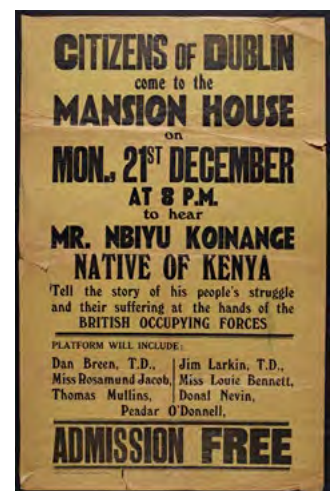 CITIZENS OF DUBLIN
come to the
MANSION HOUSE
on
MON., 21ST DECEMBER
AT 8 P.M.
to hear
MR. NBIYU KOINANGE
NATIVE OF KENYA
Tell the story of his people's struggle
and their suffering at the hands of the
BRITISH OCCUPYING FORCES
PLATFORM WILL INCLUDE:
Dan Breen, T.D., Jim Larkin, T.D.,
Miss Rosamund Jacob, Miss Louie Bennett,
Thomas Mullins, Donal Nevin,
Peadar O'Donnell,
ADMISSION FREE